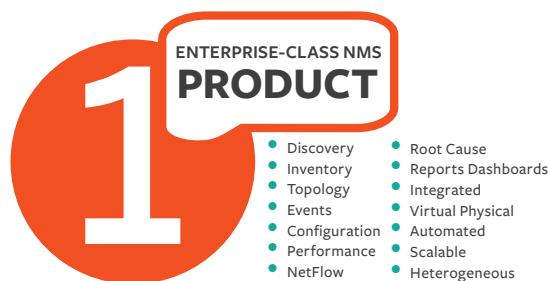 1
ENTERPRISE-CLASS NMS
PRODUCT
Discovery
Inventory
Topology
Events
Configuration
Performance
NetFlow
Root Cause
Reports Dashboards
Integrated
Virtual Physical
Automated
Scalable
Heterogeneous